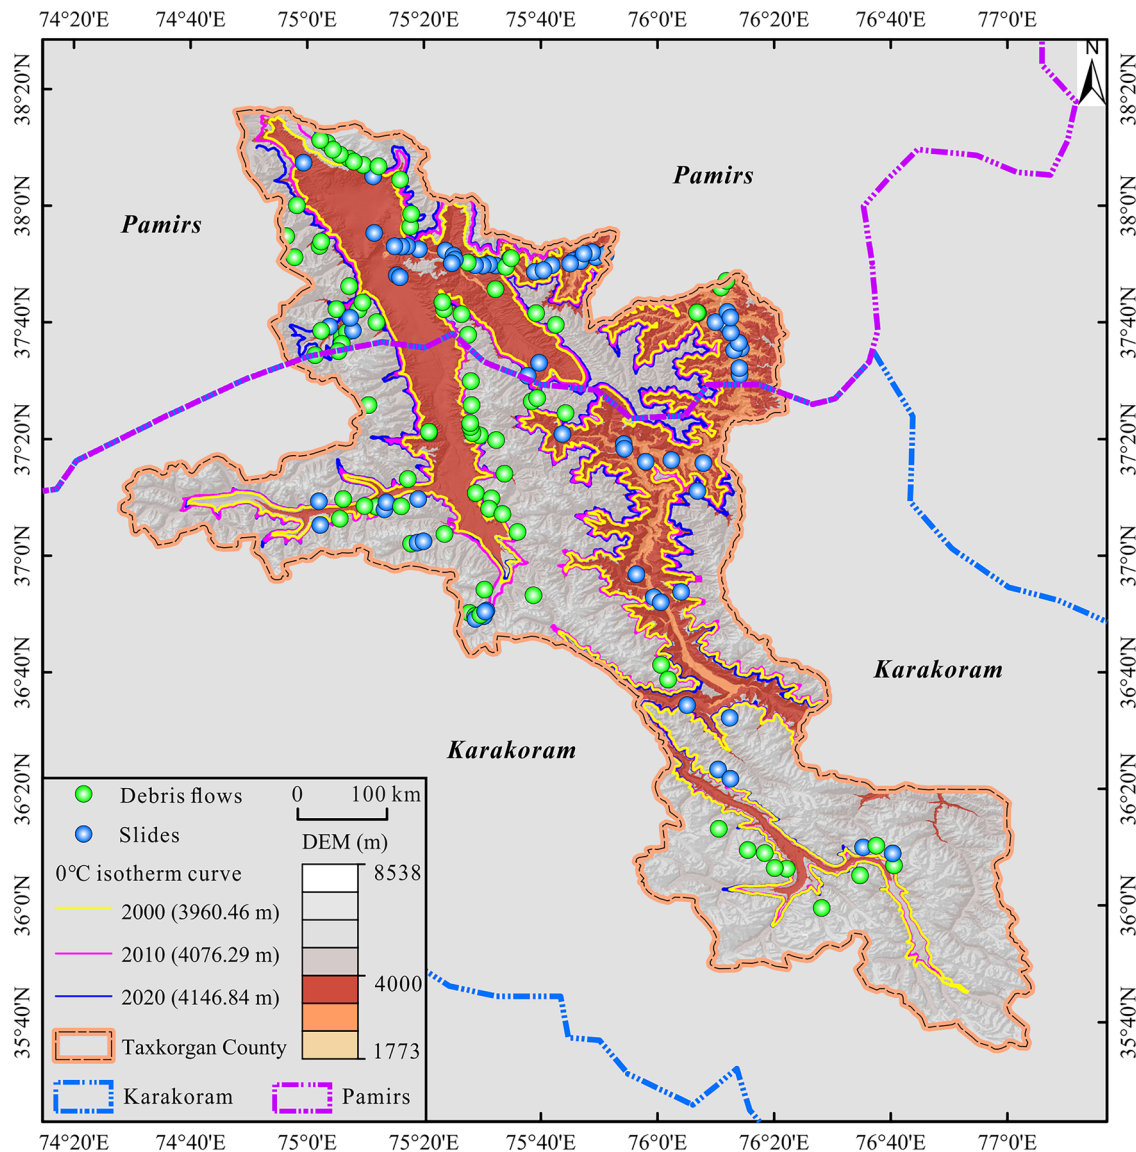 74°20'E 74°40'E 75°0'E 75°20'E 75°40'E 76°0'E 76°20'E 76°40'E 77°0'E
N
38°20'N 38°20'N
Pamirs
Pamirs
38°0'N 38°0'N
37°40'N 37°40'N
37°20'N 37°20'N
37°0'N 37°0'N
Karakoram
36°40'N 36°40'N
Karakoram
36°20'N 36°20'N
Debris flows
0 100 km
Slides
DEM (m)
0°C isotherm curve
8538
2000 (3960.46 m)
36°0'N 36°0'N
2010 (4076.29 m)
4000
2020 (4146.84 m)
35°40'N 35°40'N
Taxkorgan County
1773
Karakoram Pamirs
74°20'E 74°40'E 75°0'E 75°20'E 75°40'E 76°0'E 76°20'E 76°40'E 77°0'E